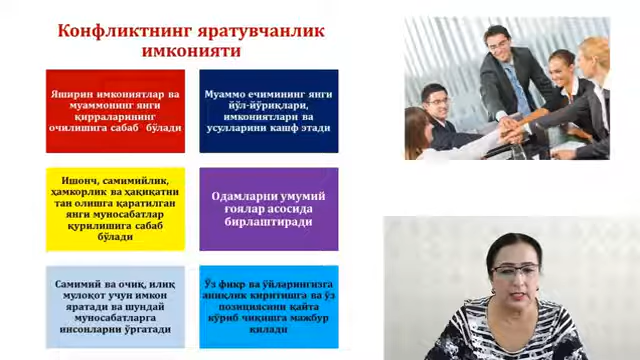 Конфликтнинг яратувчанлик
имконияти
Яширин имкониятлар ва
муаммонинг янги
қирраларининг
очилишига сабаб бўлади
Муаммо ечимининг янги
йўл-йўриқлари,
имкониятлари ва
усулларини кашф этади
Ишонч, самимийлик,
ҳамкорлик ва ҳақиқатни
тан олишга қаратилган
янги муносабатлар
қурилишига сабаб
бўлади
Одамларни умумий
ғоялар асосида
бирлаштиради
Самимий ва очиқ, илиқ
мулоқот учун имкон
яратади ва шундай
муносабатларга
инсонларни ўргатади
Ўз фикр ва ўйларингизга
аниқлик киритишга ва ўз
позициясини қайта
кўриб чиқишга мажбур
қилади